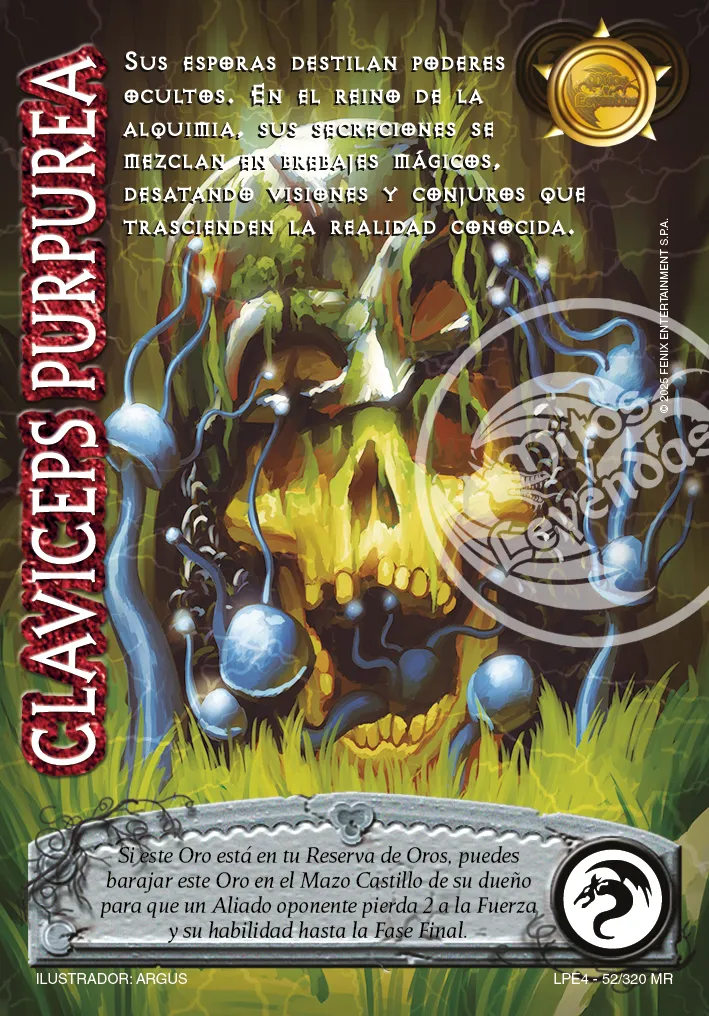 Sus esporas destilan poderes
ocultos. En el reino de la
alquimia, sus secreciones se
mezclan en brebajes mágicos,
desatando visiones y conjuros que
trascienden la realidad conocida.
CLAVICEPS PURPUREA
© 2025 FENIX ENTERTAINMENT S.P.A.
Mitos
Leyendas
Si este Oro está en tu Reserva de Oros, puedes
barajar este Oro en el Mazo Castillo de su dueño
para que un Aliado oponente pierda 2 a la Fuerza
y su habilidad hasta la Fase Final.
ILUSTRADOR: ARGUS
LPE4 - 52/320 MR